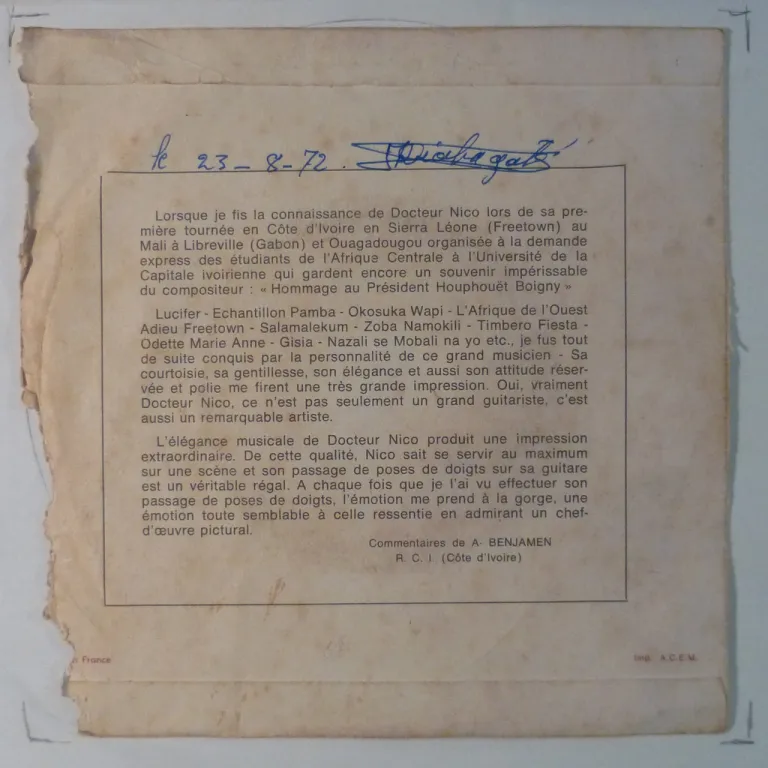 le 23-8-72. Diabagaté
Lorsque je fis la connaissance de Docteur Nico lors de sa pre-
mière tournée en Côte d'Ivoire en Sierra Léone (Freetown) au
Mali à Libreville (Gabon) et Ouagadougou organisée à la demande
express des étudiants de l'Afrique Centrale à l'Université de la
Capitale ivoirienne qui gardent encore un souvenir impérissable
du compositeur : « Hommage au Président Houphouët Boigny »
Lucifer - Echantillon Pamba - Okosuka Wapi - L'Afrique de l'Ouest
Adieu Freetown - Salamalekum - Zoba Namokili - Timbero Fiesta -
Odette Marie Anne - Gisia - Nazali se Mobali na yo etc., je fus tout
de suite conquis par la personnalité de ce grand musicien - Sa
courtoisie, sa gentillesse, son élégance et aussi son attitude réser-
vée et polie me firent une très grande impression. Oui, vraiment
Docteur Nico, ce n'est pas seulement un grand guitariste, c'est
aussi un remarquable artiste.
L'élégance musicale de Docteur Nico produit une impression
extraordinaire. De cette qualité, Nico sait se servir au maximum
sur une scène et son passage de poses de doigts sur sa guitare
est un véritable régal. A chaque fois que je l'ai vu effectuer son
passage de poses de doigts, l'émotion me prend à la gorge, une
émotion toute semblable à celle ressentie en admirant un chef-
d'œuvre pictural.
Commentaires de A- BENJAMEN
R. C. I. (Côte d'Ivoire)
France
Imp. A.C.E.M.